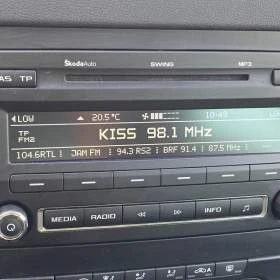 ŠkodaAuto SWING MP3
AS TP
LOW 20.5 °C 10:49
TP
FM2
KISS 98.1 MHz
104.6RTL JAM FM 94.3 RS2 BRF 91.4 87.5 MHz
MEDIA RADIO INFO